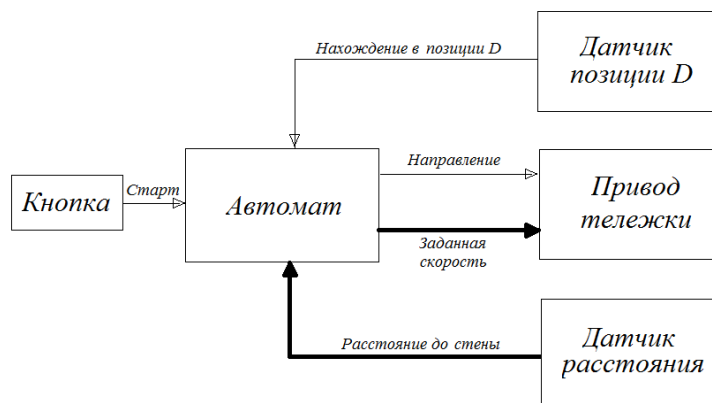 Датчик
позиции D
Нахождение в позиции D
Кнопка
Старт
Автомат
Направление
Привод
тележки
Заданная
скорость
Расстояние до стены
Датчик
расстояния